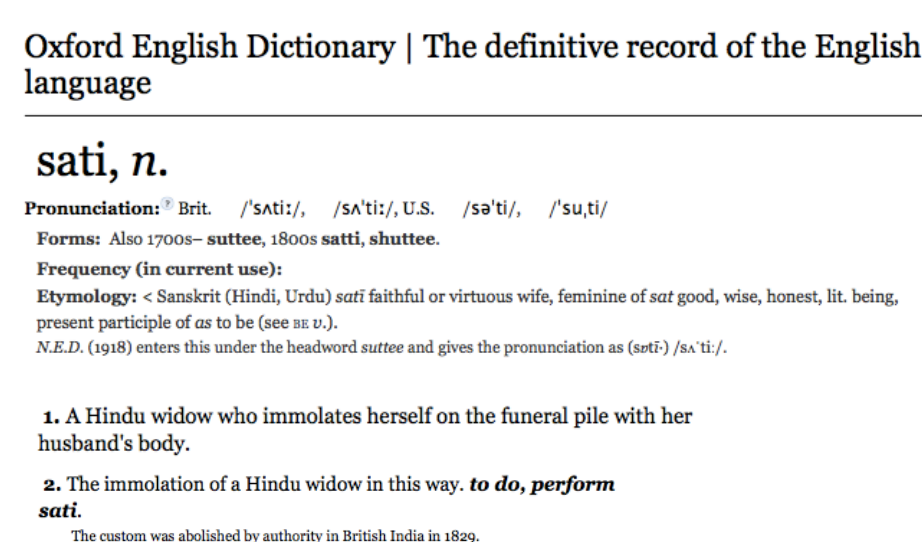 Oxford English Dictionary | The definitive record of the English
language
sati, n.
Pronunciation: ? Brit. /ˈsʌtiː/, /sʌˈtiː/, U.S. /səˈti/, /ˈsuˌti/
Forms: Also 1700s– suttee, 1800s satti, shuttee.
Frequency (in current use):
Etymology: < Sanskrit (Hindi, Urdu) satī faithful or virtuous wife, feminine of sat good, wise, honest, lit. being,
present participle of as to be (see BE v.).
N.E.D. (1918) enters this under the headword suttee and gives the pronunciation as (sɒtī·) /sʌˈtiː/.
1. A Hindu widow who immolates herself on the funeral pile with her
husband's body.
2. The immolation of a Hindu widow in this way. to do, perform
sati.
The custom was abolished by authority in British India in 1829.